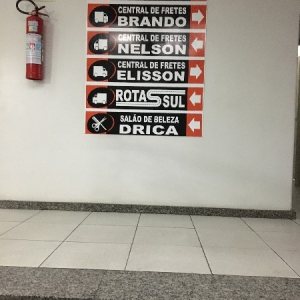 CENTRAL DE FRETES
BRANDO
CENTRAL DE FRETES
NELSON
CENTRAL DE FRETES
ELISSON
ROTAS SUL
SALÃO DE BELEZA
DRICA